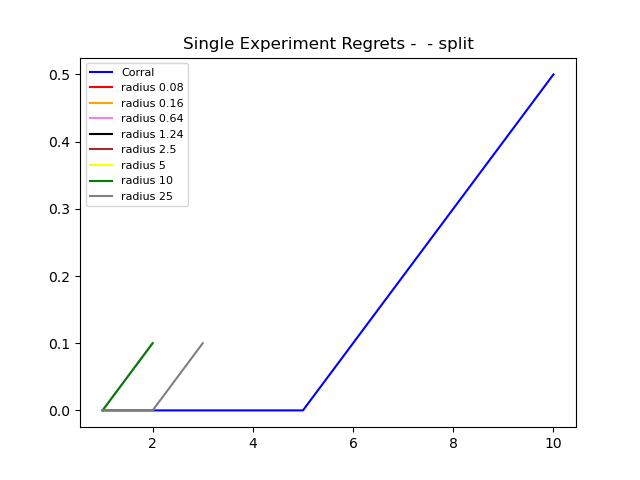 Single Experiment Regrets -  - split
Corral
radius 0.08
radius 0.16
radius 0.64
radius 1.24
radius 2.5
radius 5
radius 10
radius 25
0.5
0.4
0.3
0.2
0.1
0.0
2
4
6
8
10